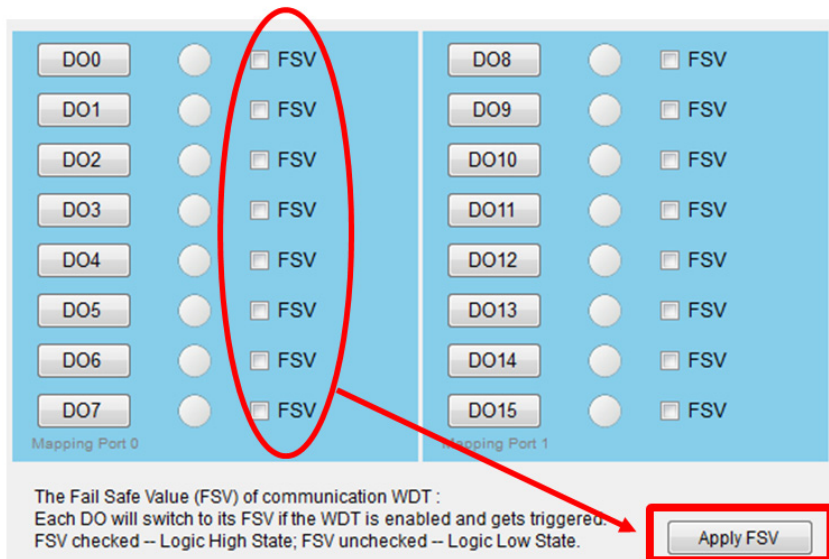 DO0 FSV DO8 FSV
DO1 FSV DO9 FSV
DO2 FSV DO10 FSV
DO3 FSV DO11 FSV
DO4 FSV DO12 FSV
DO5 FSV DO13 FSV
DO6 FSV DO14 FSV
DO7 FSV DO15 FSV
Mapping Port 0 Mapping Port 1
The Fail Safe Value (FSV) of communication WDT :
Each DO will switch to its FSV if the WDT is enabled and gets triggered.
FSV checked -- Logic High State; FSV unchecked -- Logic Low State.
Apply FSV